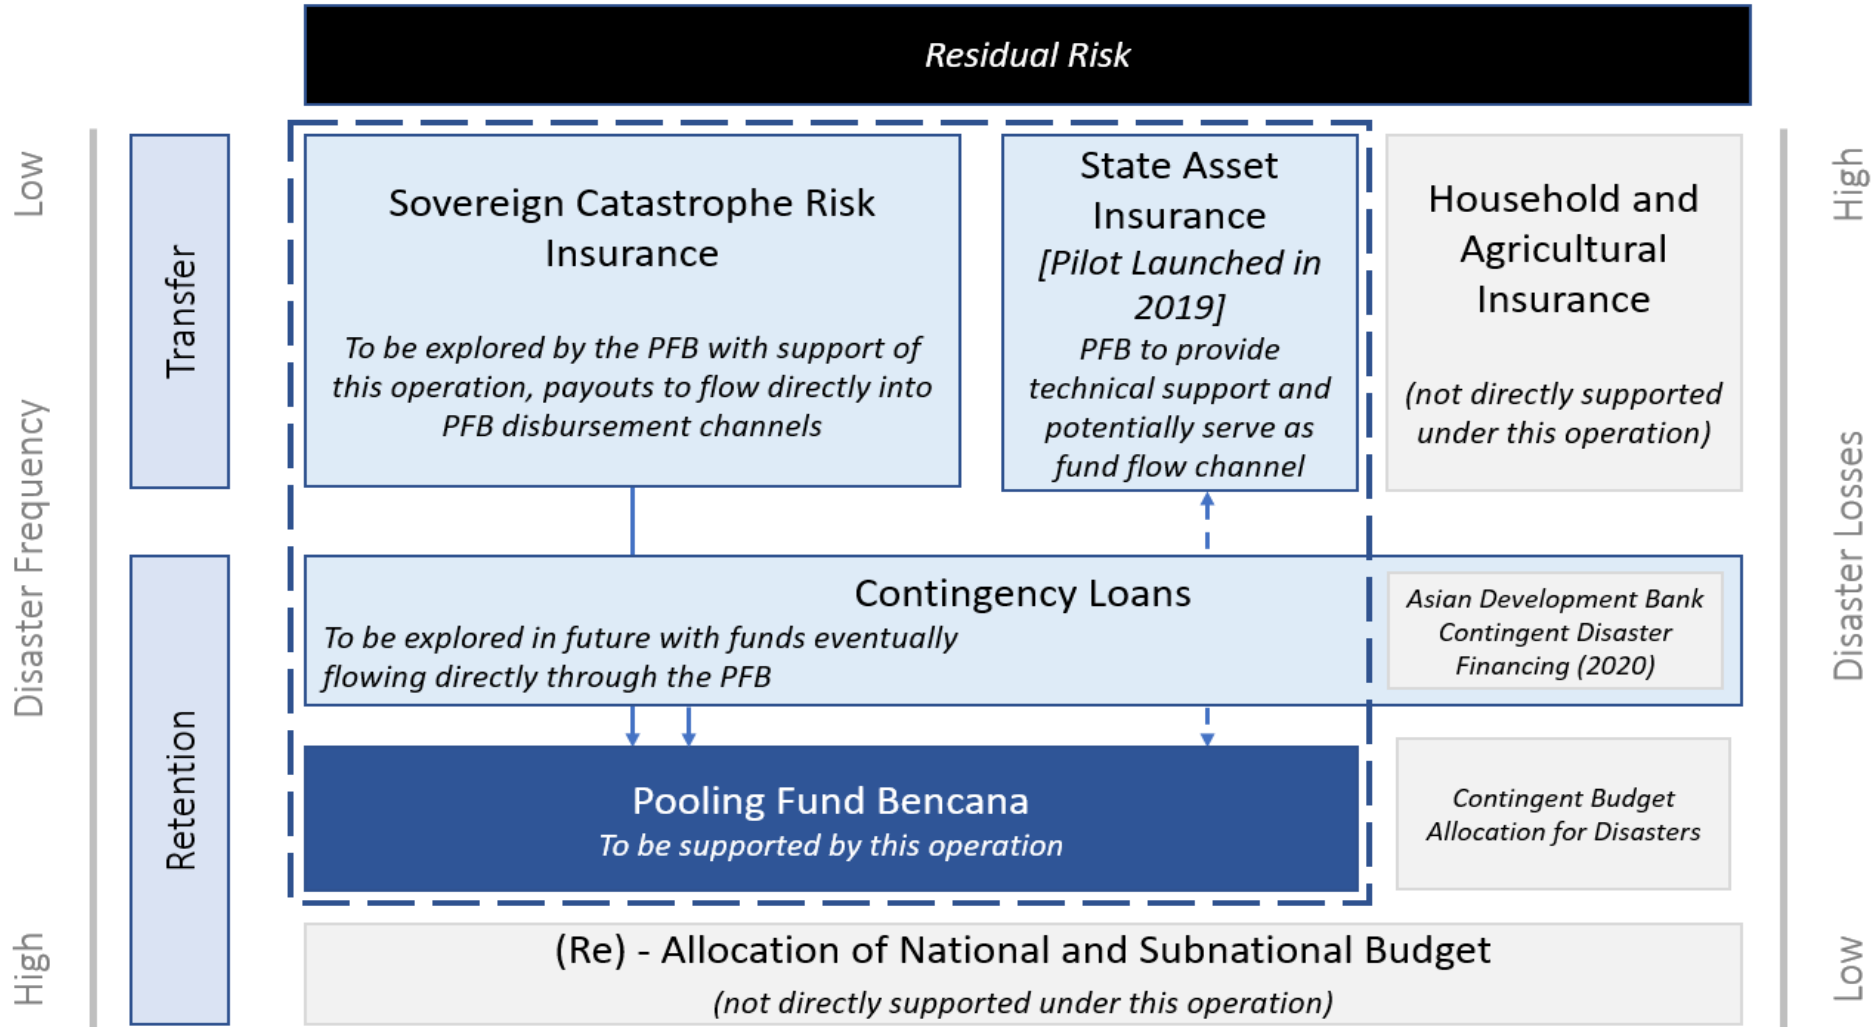 Residual Risk
Low
Disaster Frequency
High
Transfer
Retention
Sovereign Catastrophe Risk
Insurance
To be explored by the PFB with support of
this operation, payouts to flow directly into
PFB disbursement channels
State Asset
Insurance
[Pilot Launched in
2019]
PFB to provide
technical support and
potentially serve as
fund flow channel
Household and
Agricultural
Insurance
(not directly supported
under this operation)
Contingency Loans
To be explored in future with funds eventually
flowing directly through the PFB
Asian Development Bank
Contingent Disaster
Financing (2020)
Pooling Fund Bencana
To be supported by this operation
Contingent Budget
Allocation for Disasters
(Re) - Allocation of National and Subnational Budget
(not directly supported under this operation)
High
Disaster Losses
Low